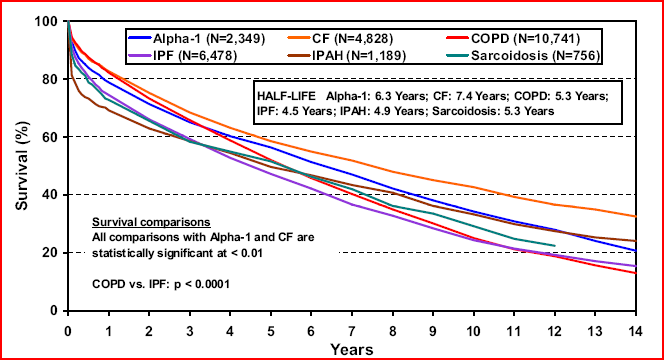 Alpha-1 (N=2,349) CF (N=4,828) COPD (N=10,741)
IPF (N=6,478) IPAH (N=1,189) Sarcoidosis (N=756)
HALF-LIFE Alpha-1: 6.3 Years; CF: 7.4 Years; COPD: 5.3 Years;
IPF: 4.5 Years; IPAH: 4.9 Years; Sarcoidosis: 5.3 Years
Survival (%)
100
80
60
40
20
0
Survival comparisons
All comparisons with Alpha-1 and CF are
statistically significant at < 0.01
COPD vs. IPF: p < 0.0001
0 1 2 3 4 5 6 7 8 9 10 11 12 13 14
Years